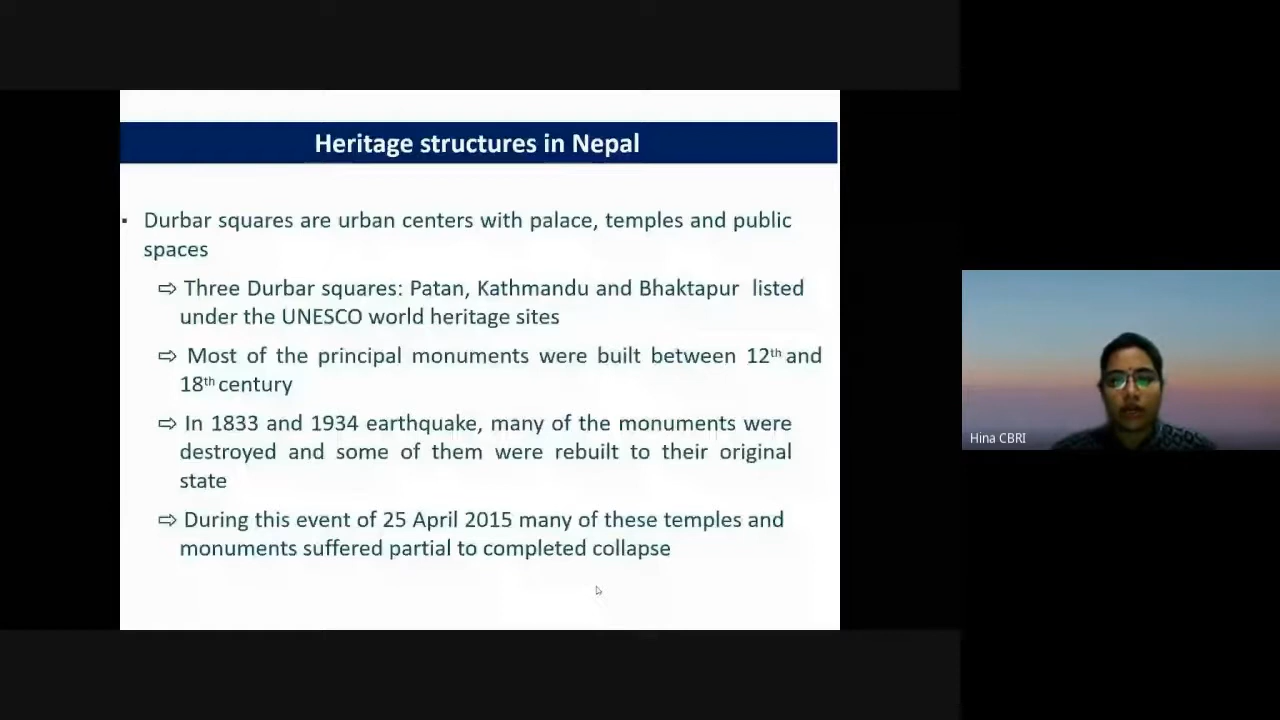 Heritage structures in Nepal
▪ Durbar squares are urban centers with palace, temples and public
spaces
⇨ Three Durbar squares: Patan, Kathmandu and Bhaktapur listed
under the UNESCO world heritage sites
⇨ Most of the principal monuments were built between 12th and
18th century
⇨ In 1833 and 1934 earthquake, many of the monuments were
destroyed and some of them were rebuilt to their original
state
⇨ During this event of 25 April 2015 many of these temples and
monuments suffered partial to completed collapse
Hina CBRI